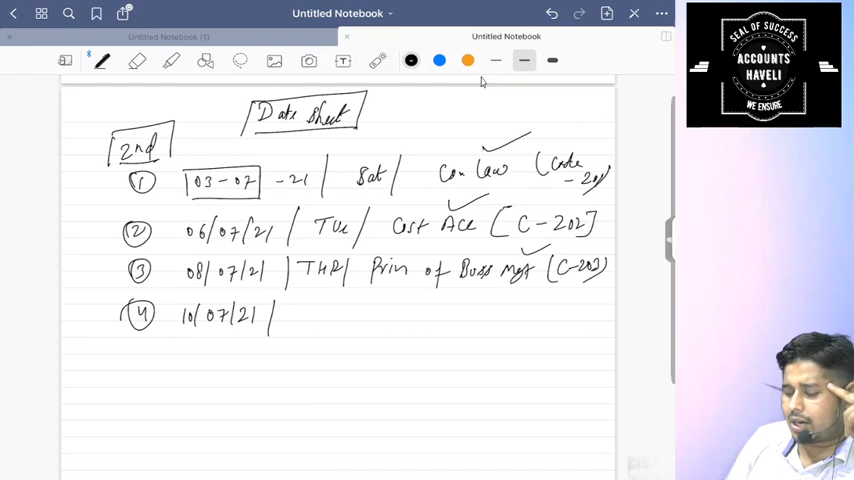 Untitled Notebook
Untitled Notebook (1)
Untitled Notebook
T
SEAL OF SUCCESS
ACCOUNTS
HAVELI
WE ENSURE
Date Sheet
2nd
1 03-07 -21 / Sat / Com Law (Code -201)
2 06/07/21 / TUe / Cost Acc [C-202]
3 08/07/21 / THR / Prin of Buss Mgt (C-203)
4 10/07/21 /